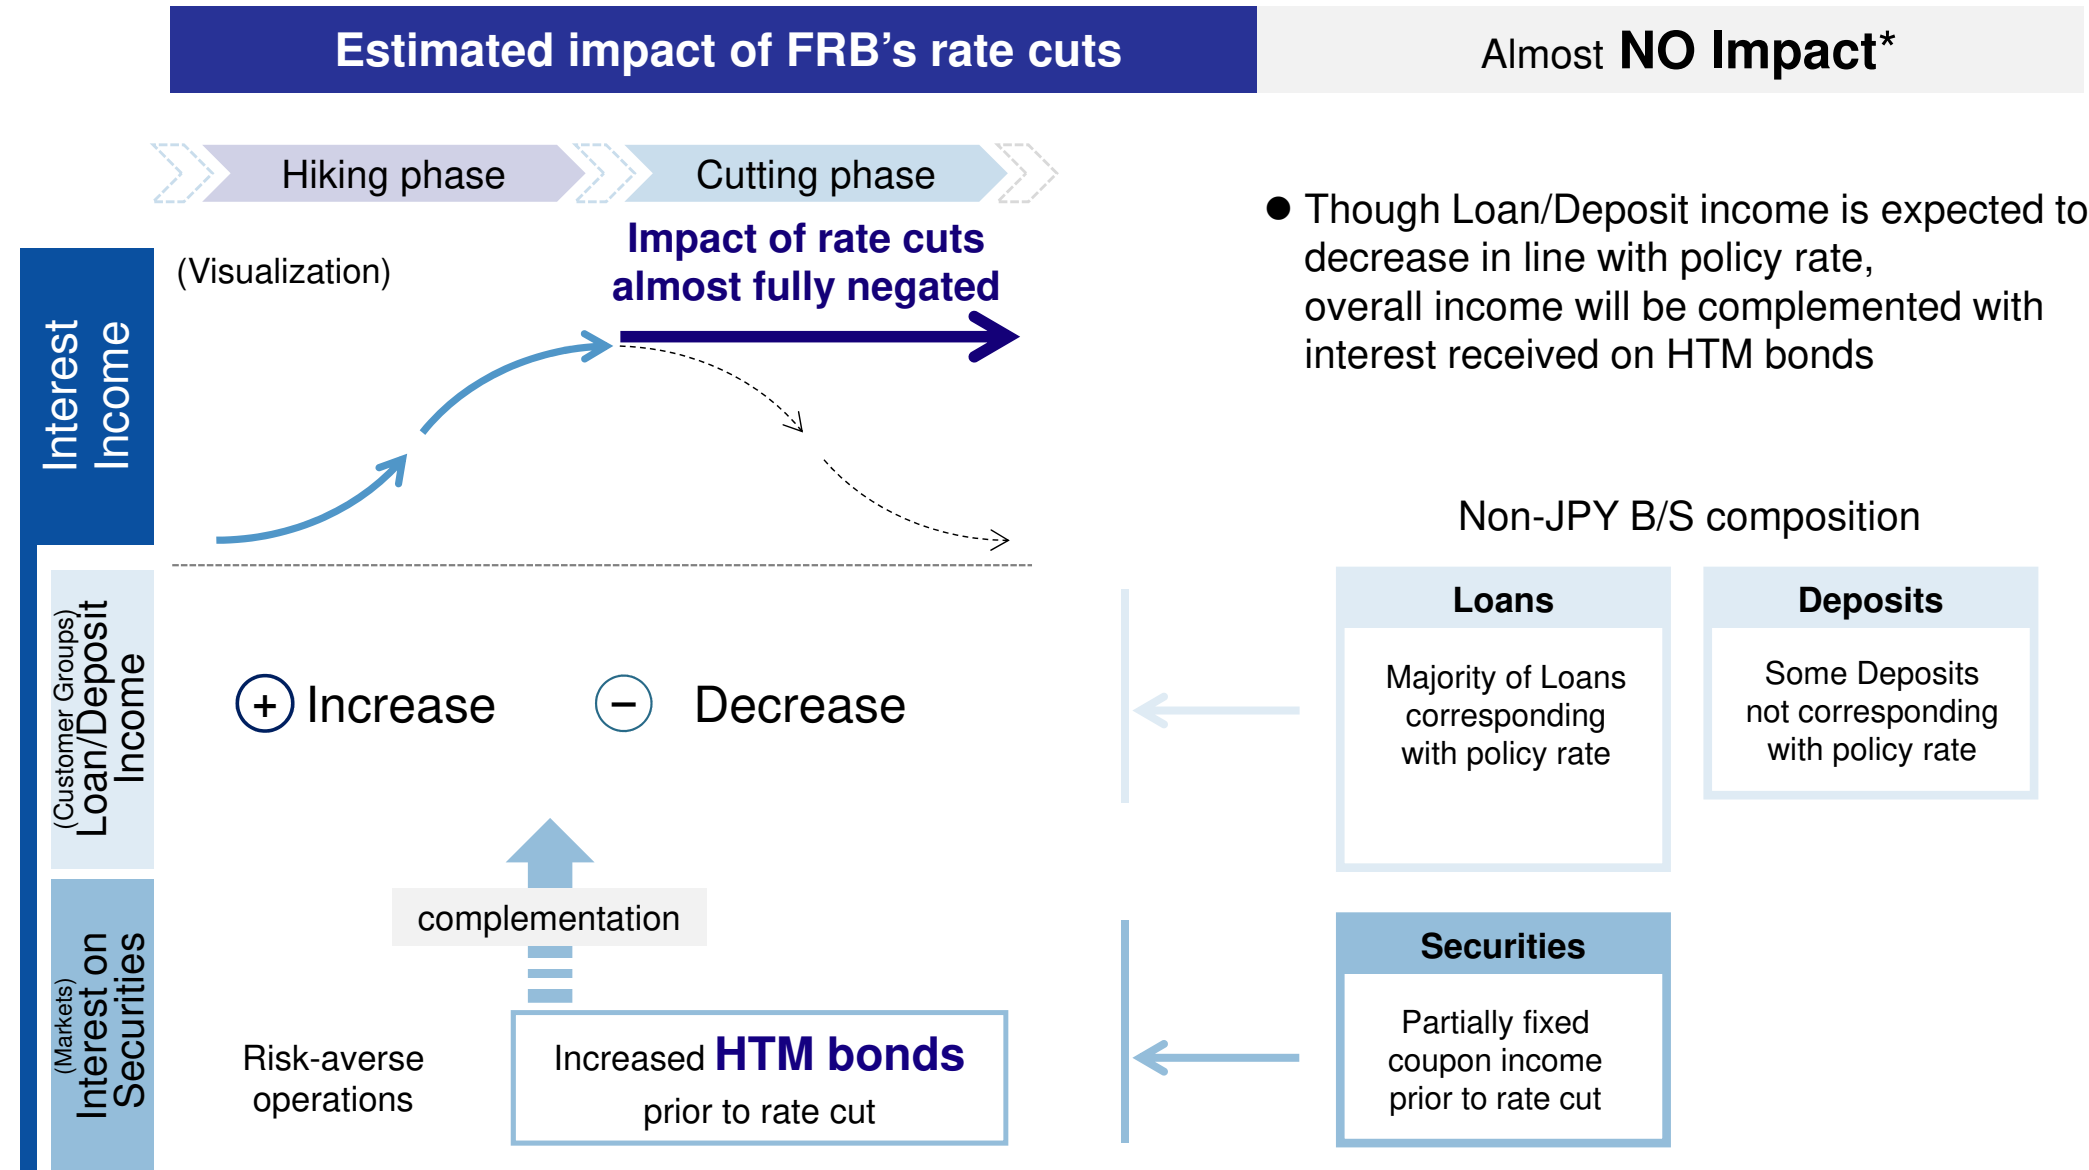 Estimated impact of FRB’s rate cuts
Almost NO Impact*
Hiking phase
Cutting phase
(Visualization)
Impact of rate cuts
almost fully negated
● Though Loan/Deposit income is expected to
decrease in line with policy rate,
overall income will be complemented with
interest received on HTM bonds
Interest
Income
Non-JPY B/S composition
(Customer Groups)
Loan/Deposit
Income
+ Increase
− Decrease
Loans
Majority of Loans
corresponding
with policy rate
Deposits
Some Deposits
not corresponding
with policy rate
complementation
(Markets)
Interest on
Securities
Risk-averse
operations
Increased HTM bonds
prior to rate cut
Securities
Partially fixed
coupon income
prior to rate cut